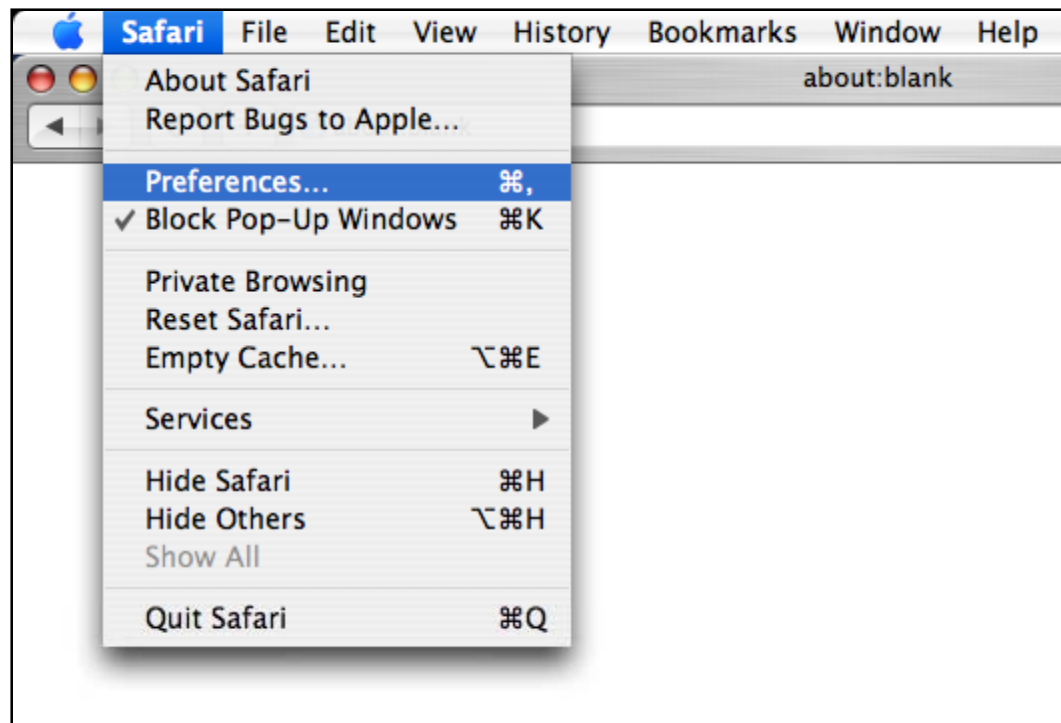 Safari File Edit View History Bookmarks Window Help
about:blank
About Safari
Report Bugs to Apple...
Preferences... ⌘,
✓ Block Pop-Up Windows ⌘K
Private Browsing
Reset Safari...
Empty Cache... ⌥⌘E
Services ▶
Hide Safari ⌘H
Hide Others ⌥⌘H
Show All
Quit Safari ⌘Q